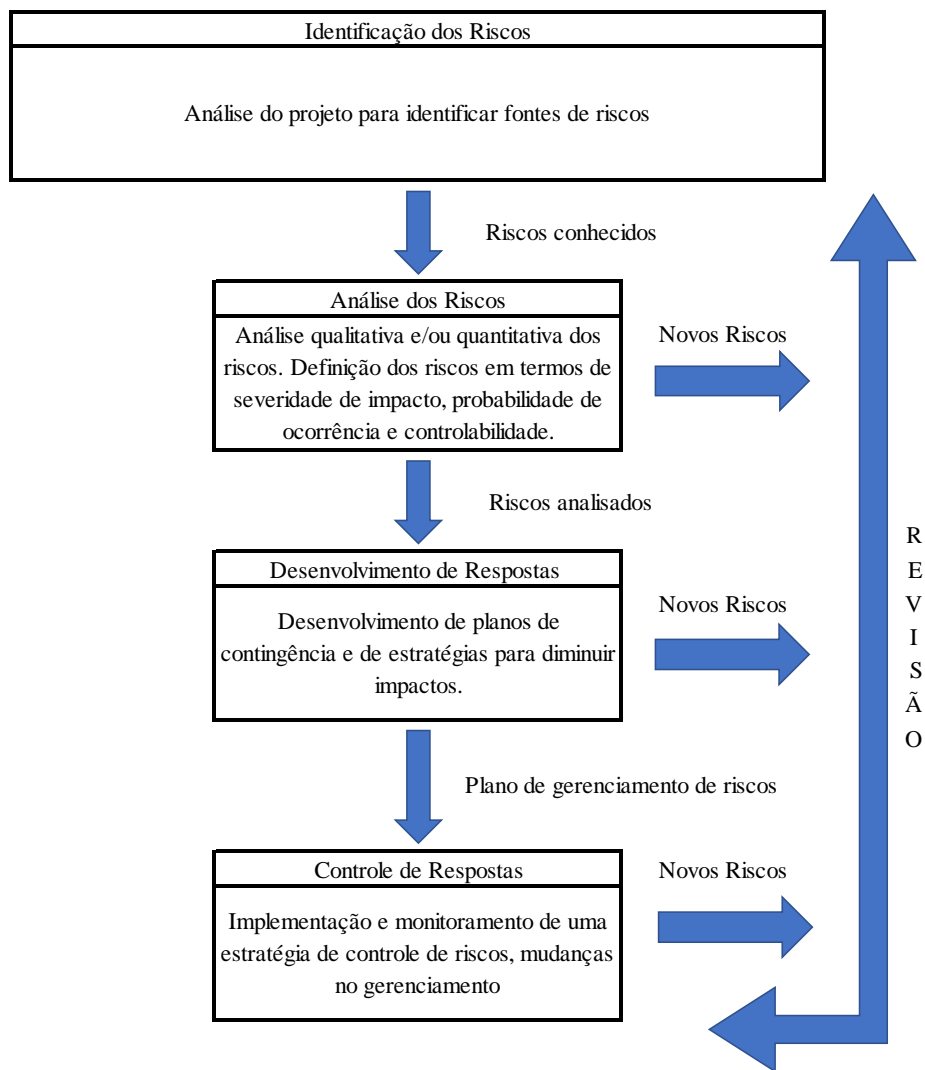 Identificação dos Riscos
Análise do projeto para identificar fontes de riscos
Riscos conhecidos
Análise dos Riscos
Análise qualitativa e/ou quantitativa dos
riscos. Definição dos riscos em termos de
severidade de impacto, probabilidade de
ocorrência e controlabilidade.
Novos Riscos
Riscos analisados
Desenvolvimento de Respostas
Desenvolvimento de planos de
contingência e de estratégias para diminuir
impactos.
Novos Riscos
Plano de gerenciamento de riscos
Controle de Respostas
Implementação e monitoramento de uma
estratégia de controle de riscos, mudanças
no gerenciamento
Novos Riscos
R
E
V
I
S
Ã
O